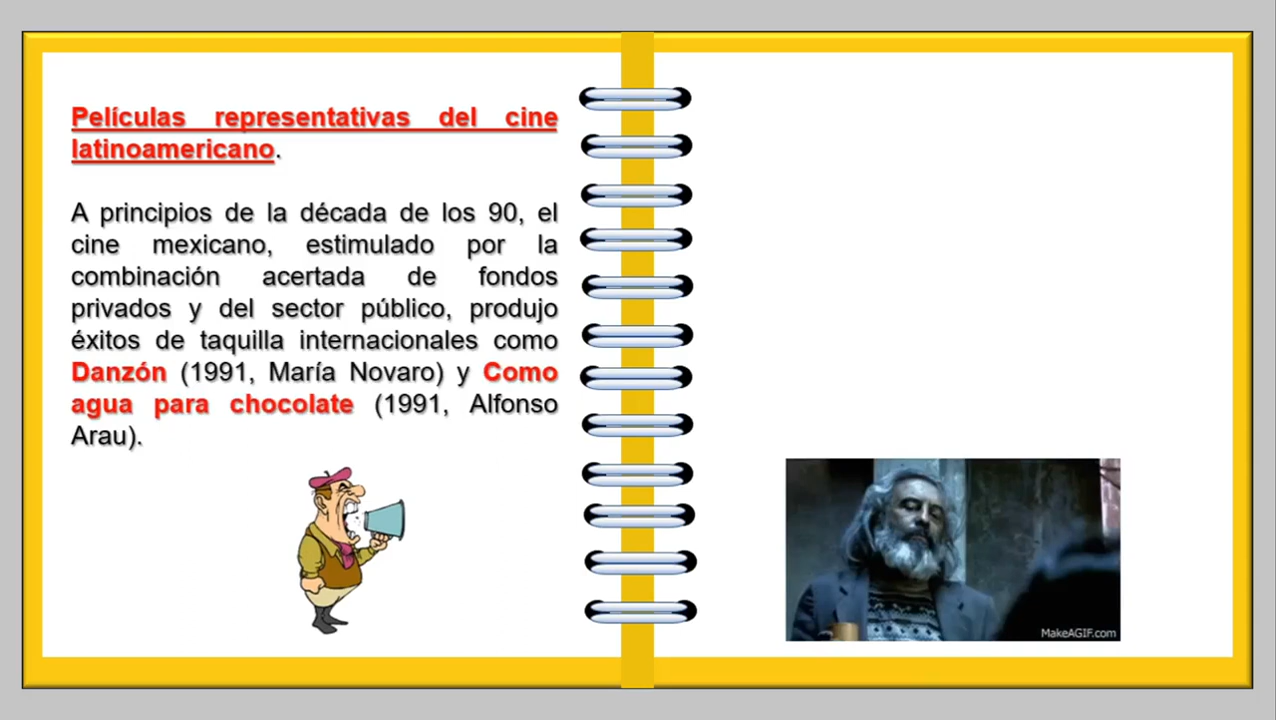 Películas representativas del cine
latinoamericano.
A principios de la década de los 90, el
cine mexicano, estimulado por la
combinación acertada de fondos
privados y del sector público, produjo
éxitos de taquilla internacionales como
Danzón (1991, María Novaro) y Como
agua para chocolate (1991, Alfonso
Arau).
MakeAGIF.com